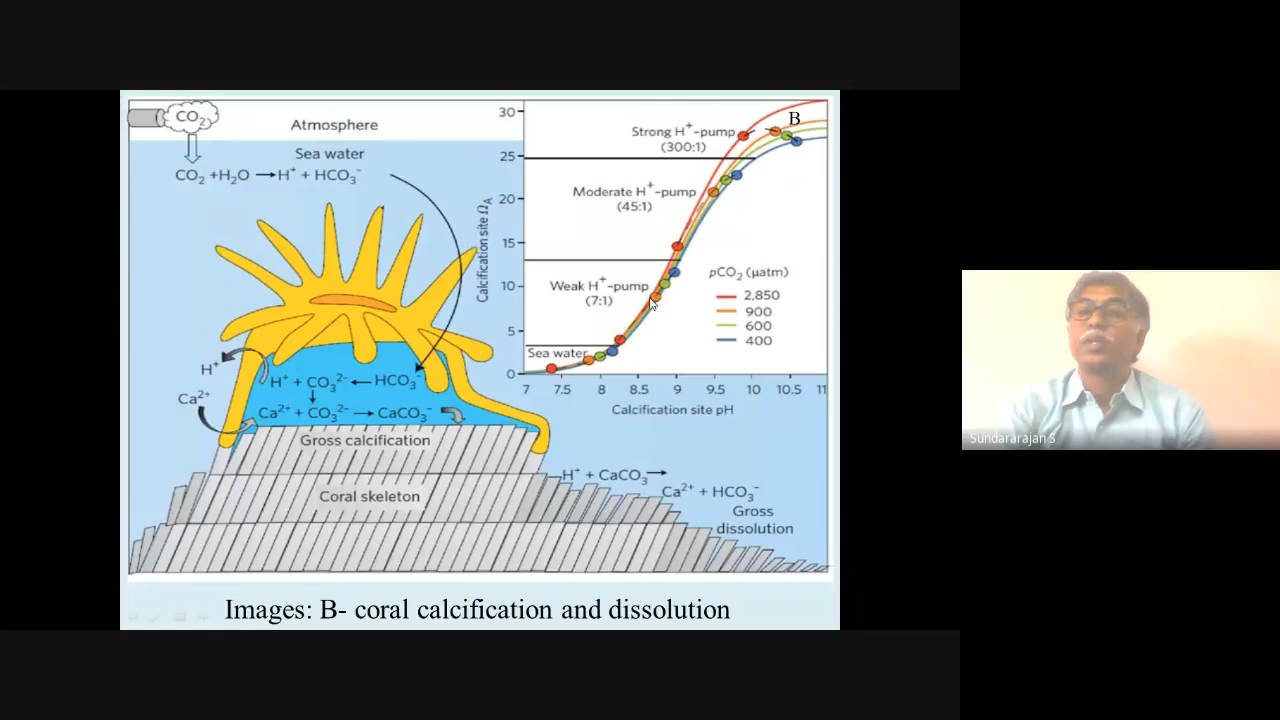 CO₂
Atmosphere
Sea water
CO₂ +H₂O → H⁺ + HCO₃⁻
H⁺
H⁺ + CO₃²⁻ ← HCO₃⁻
Ca²⁺
Ca²⁺ + CO₃²⁻ → CaCO₃⁻
Gross calcification
Coral skeleton
H⁺ + CaCO₃ →
Ca²⁺ + HCO₃⁻
Gross
dissolution
30
25
20
15
10
5
0
Calcification site Ω_A
B
Strong H⁺-pump
(300:1)
Moderate H⁺-pump
(45:1)
Weak H⁺-pump
(7:1)
Sea water
pCO₂ (μatm)
2,850
900
600
400
7 7.5 8 8.5 9 9.5 10 10.5 11
Calcification site pH
Images: B- coral calcification and dissolution
Sundararajan S